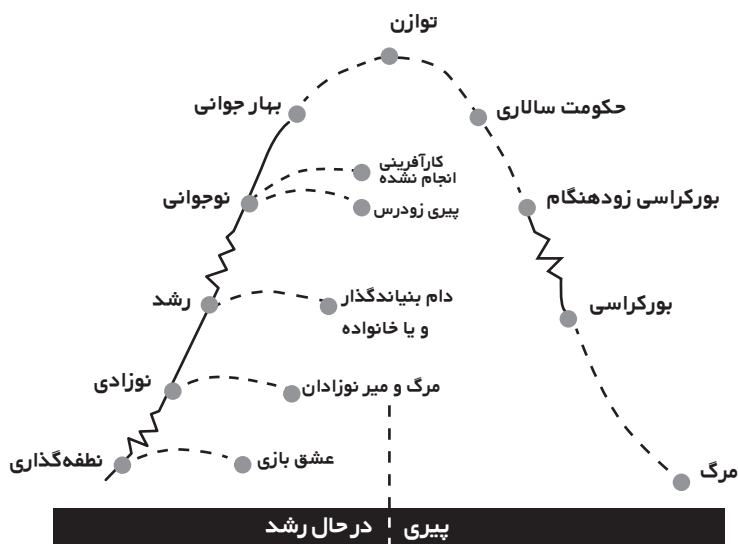 توازن
بهار جوانی
حکومت سالاری
کارآفرینی
انجام نشده
نوجوانی
پیری زودرس
بورکراسی زودهنگام
رشد
دام بنیاندگذار
و یا خانواده
بورکراسی
نوزادی
مرگ و میر نوزادان
نطفه‌گذاری
عشق بازی
مرگ
پیری
در حال رشد